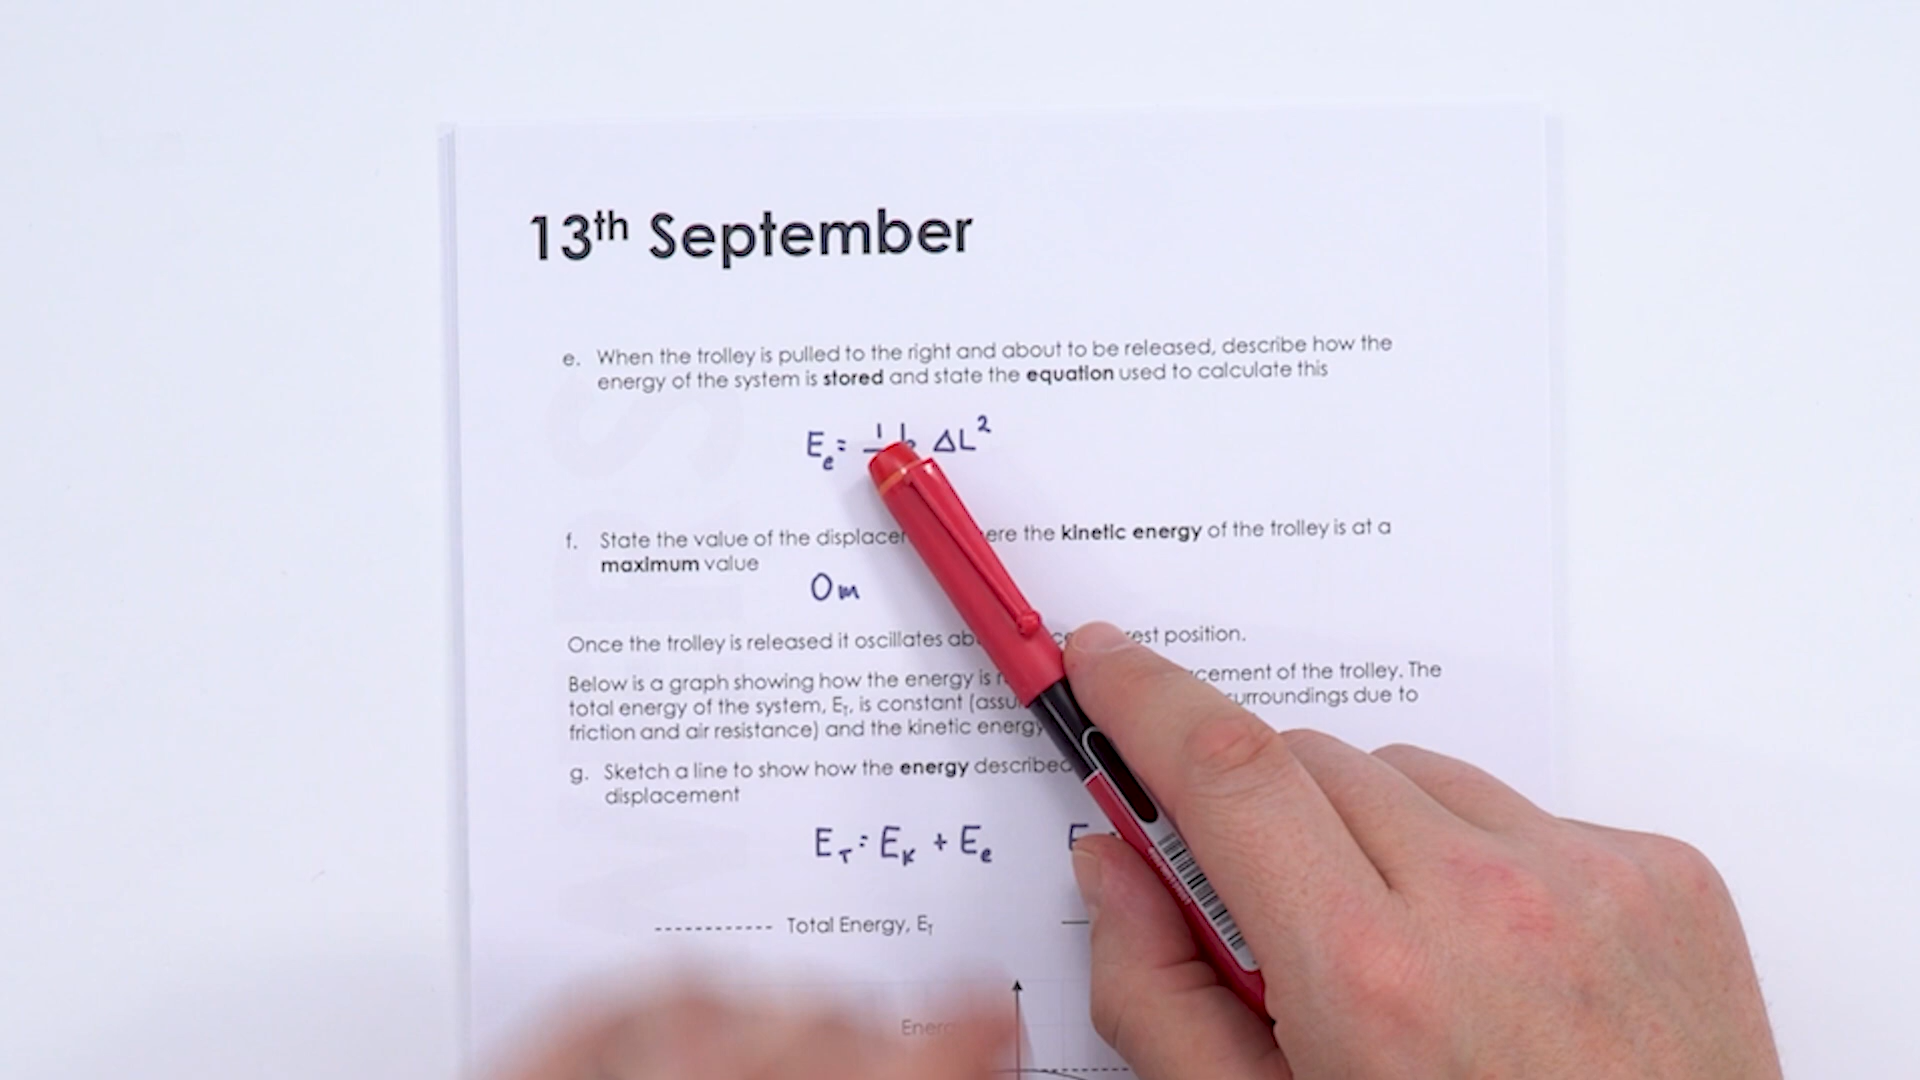 13th September
e. When the trolley is pulled to the right and about to be released, describe how the
energy of the system is stored and state the equation used to calculate this
Ee = 1 ΔL²
f. State the value of the ere the kinetic energy of the trolley is at a
maximum value
0m
Once the trolley is released it oscillates rest position.
Below is a graph showing how the energy is cement of the trolley. The
total energy of the system, ET, is constant urroundings due to
friction and air resistance) and the kinetic energy
g. Sketch a line to show how the energy described
displacement
ET = EK + Ee E
Total Energy, ET
Energ